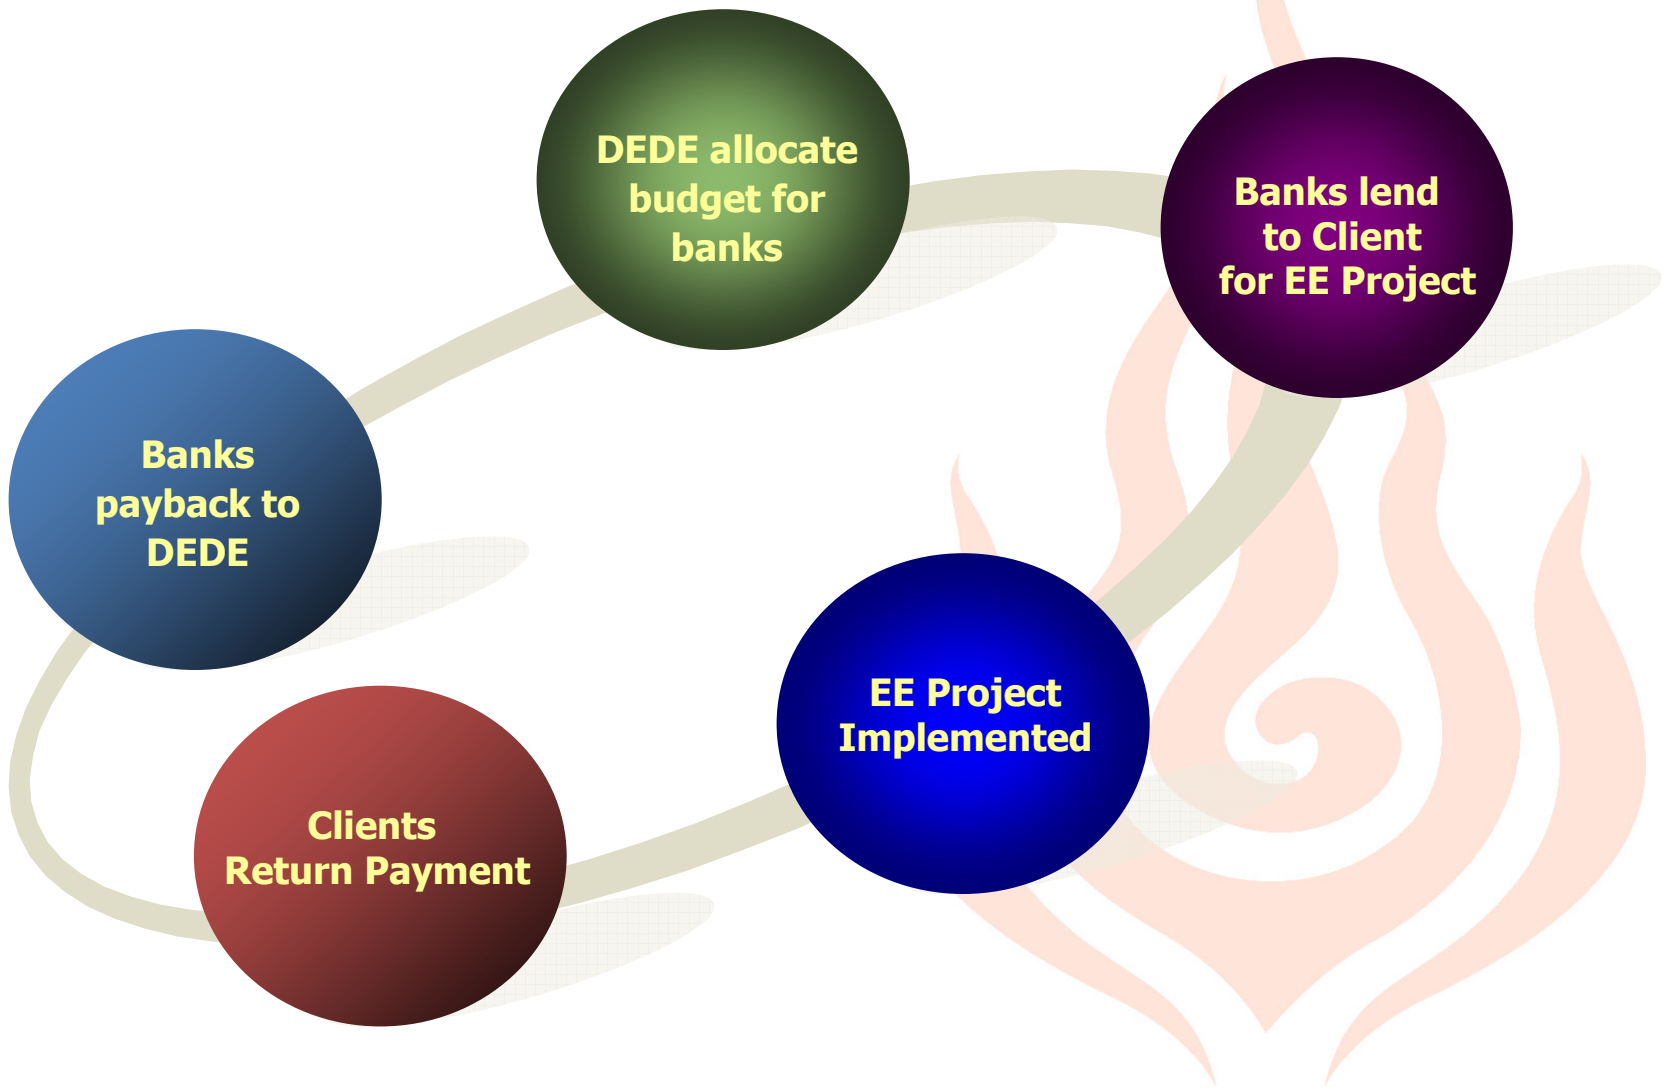 DEDE allocate
budget for
banks
Banks lend
to Client
for EE Project
Banks
payback to
DEDE
EE Project
Implemented
Clients
Return Payment